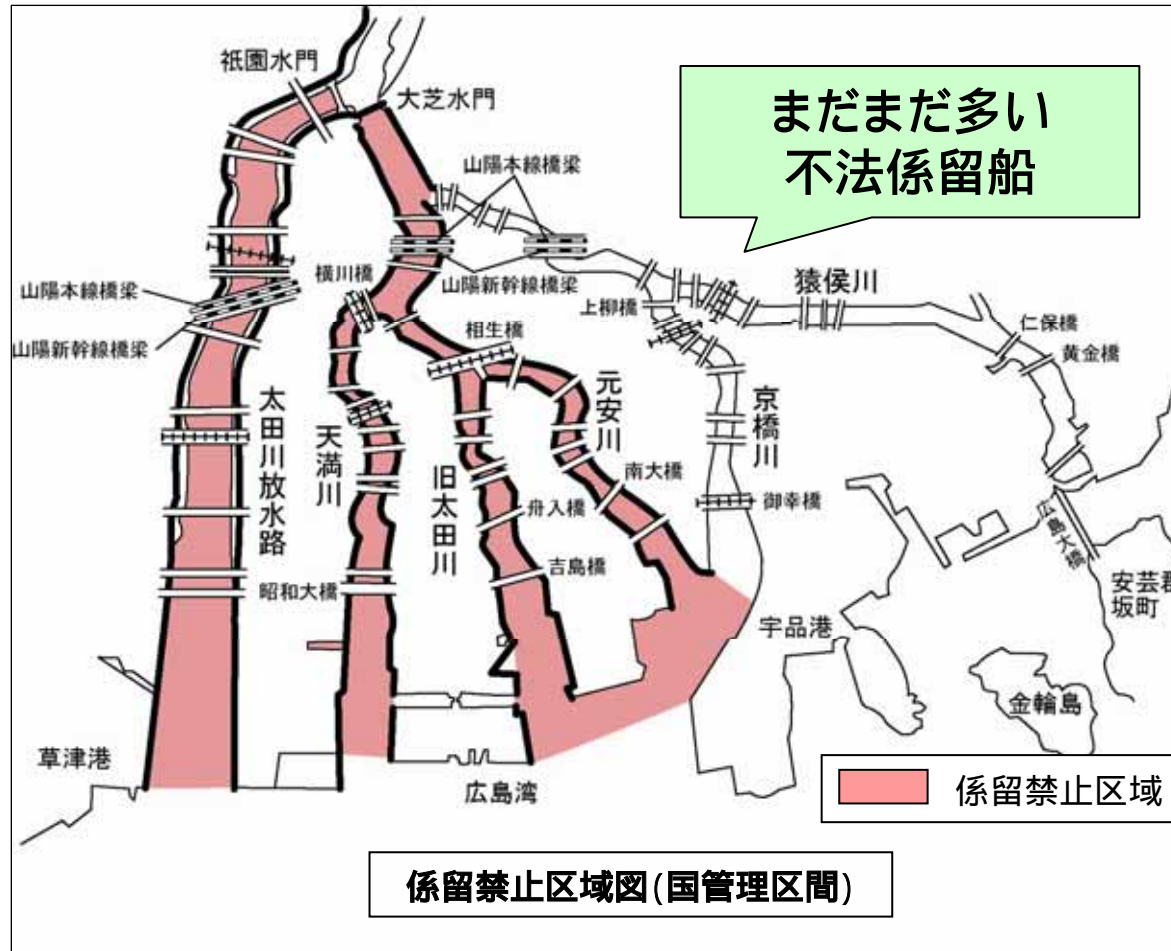 祇園水門
大芝水門
まだまだ多い
不法係留船
山陽本線橋梁
横川橋
山陽新幹線橋梁
上柳橋
猿侯川
山陽本線橋梁
仁保橋
相生橋
黄金橋
山陽新幹線橋梁
太田川放水路
天満川
旧太田川
元安川
京橋川
南大橋
御幸橋
舟入橋
広島大橋
吉島橋
昭和大橋
安芸郡
坂町
宇品港
金輪島
草津港
広島湾
係留禁止区域
係留禁止区域図(国管理区間)